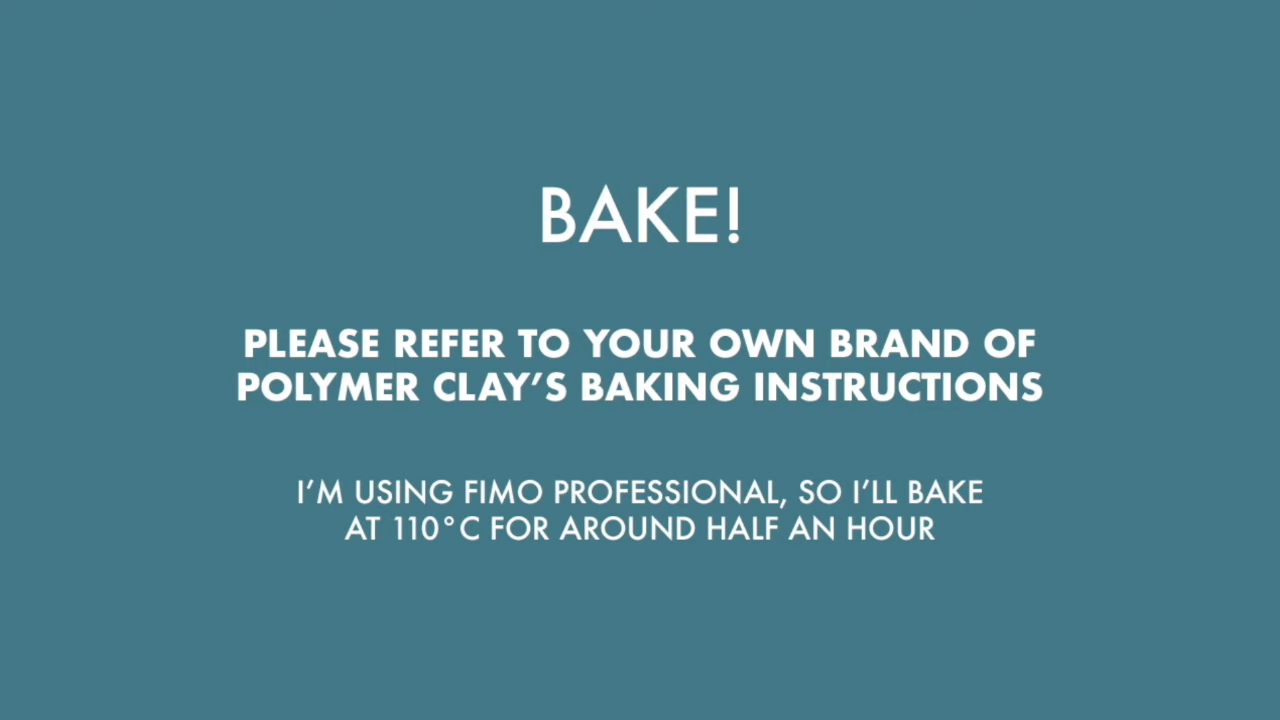 BAKE!
PLEASE REFER TO YOUR OWN BRAND OF
POLYMER CLAY’S BAKING INSTRUCTIONS
I’M USING FIMO PROFESSIONAL, SO I’LL BAKE
AT 110°C FOR AROUND HALF AN HOUR